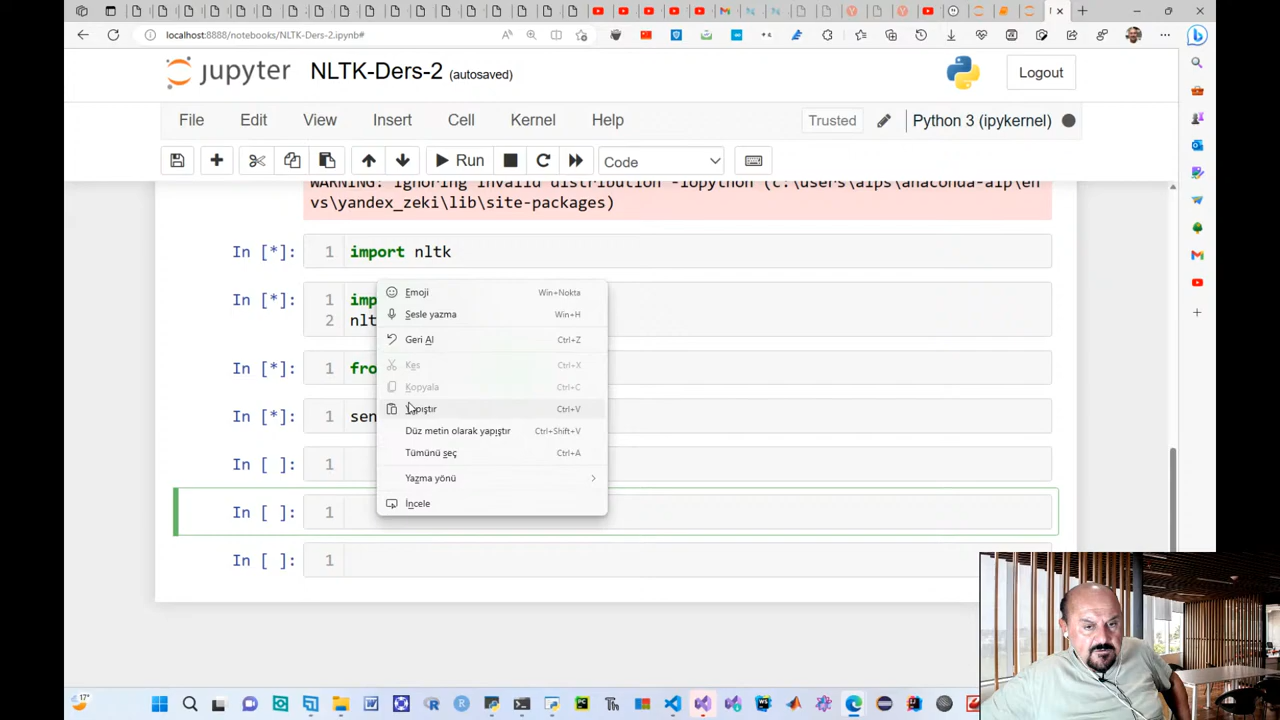 localhost:8888/notebooks/NLTK-Ders-2.ipynb#
jupyter NLTK-Ders-2 (autosaved)
Logout
File Edit View Insert Cell Kernel Help
Trusted Python 3 (ipykernel)
Run Code
WARNING: Ignoring invalid distribution -iopython (c:\users\alps\anaconda-alp\en
vs\yandex_zeki\lib\site-packages)
In [*]: 1 import nltk
In [*]: 1 imp
2 nlt
In [*]: 1 fro
In [*]: 1 sen
In [ ]: 1
In [ ]: 1
In [ ]: 1
Emoji Win+Nokta
Sesle yazma Win+H
Geri Al Ctrl+Z
Kes Ctrl+X
Kopyala Ctrl+C
Yapıştır Ctrl+V
Düz metin olarak yapıştır Ctrl+Shift+V
Tümünü seç Ctrl+A
Yazma yönü
İncele
17°